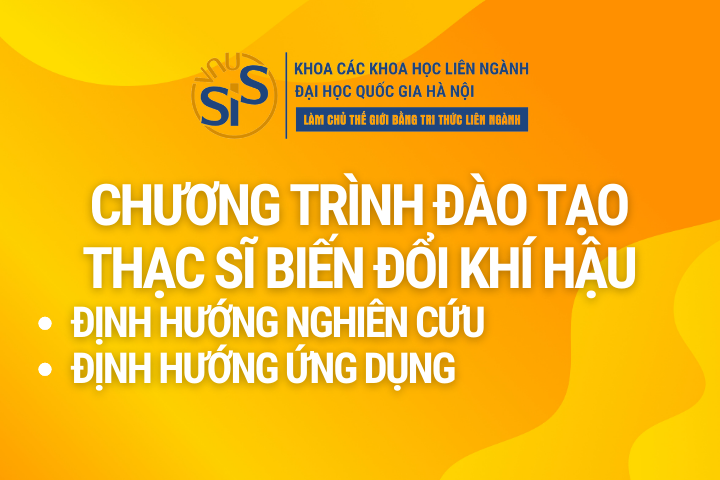 VNU
SiS
KHOA CÁC KHOA HỌC LIÊN NGÀNH
ĐẠI HỌC QUỐC GIA HÀ NỘI
LÀM CHỦ THẾ GIỚI BẰNG TRI THỨC LIÊN NGÀNH
CHƯƠNG TRÌNH ĐÀO TẠO
THẠC SĨ BIẾN ĐỔI KHÍ HẬU
• ĐỊNH HƯỚNG NGHIÊN CỨU
• ĐỊNH HƯỚNG ỨNG DỤNG